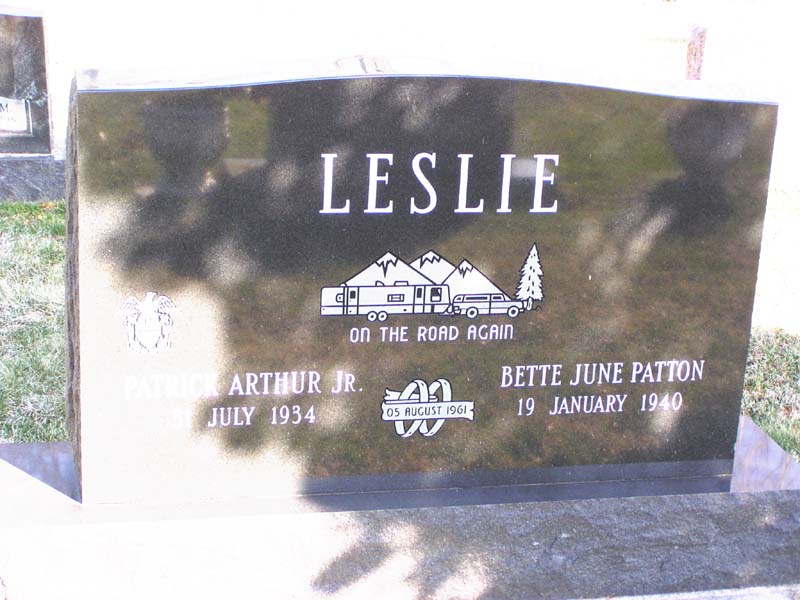 LESLIE
ON THE ROAD AGAIN
PATRICK ARTHUR JR.
31 JULY 1934
05 AUGUST 1961
BETTE JUNE PATTON
19 JANUARY 1940